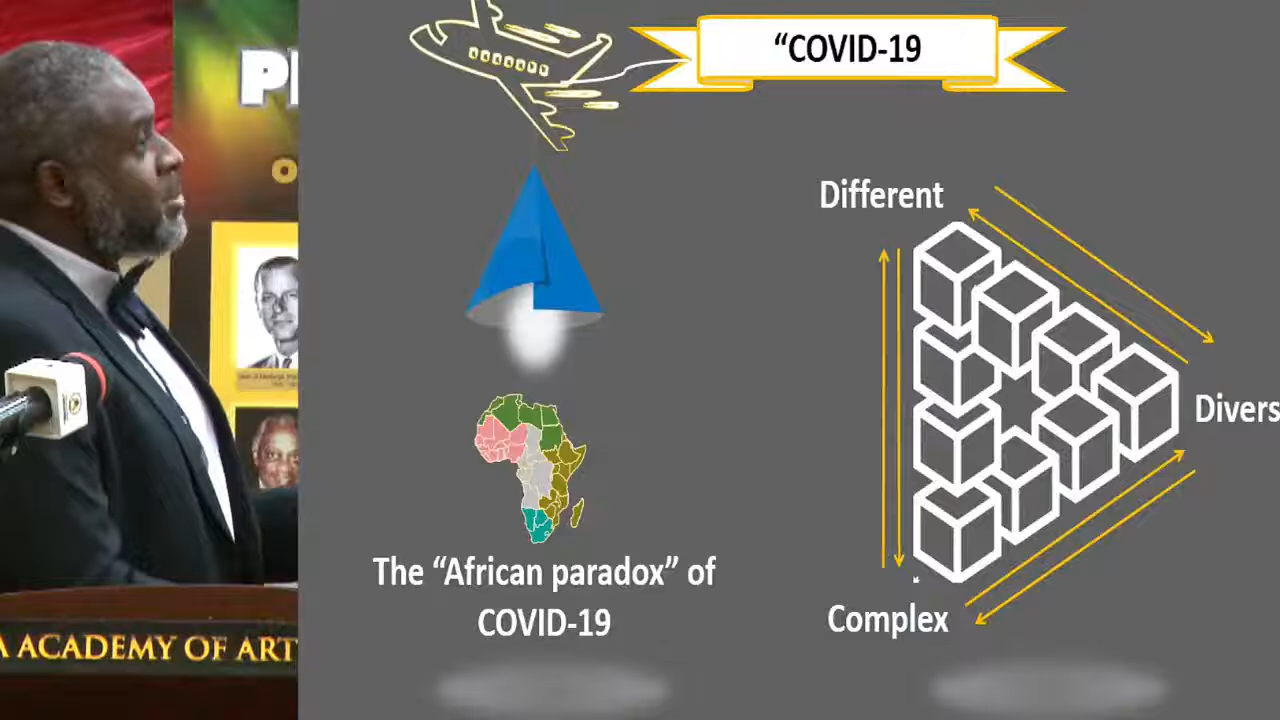 “COVID-19
Different
Divers
The “African paradox” of
COVID-19
Complex
A ACADEMY OF ART